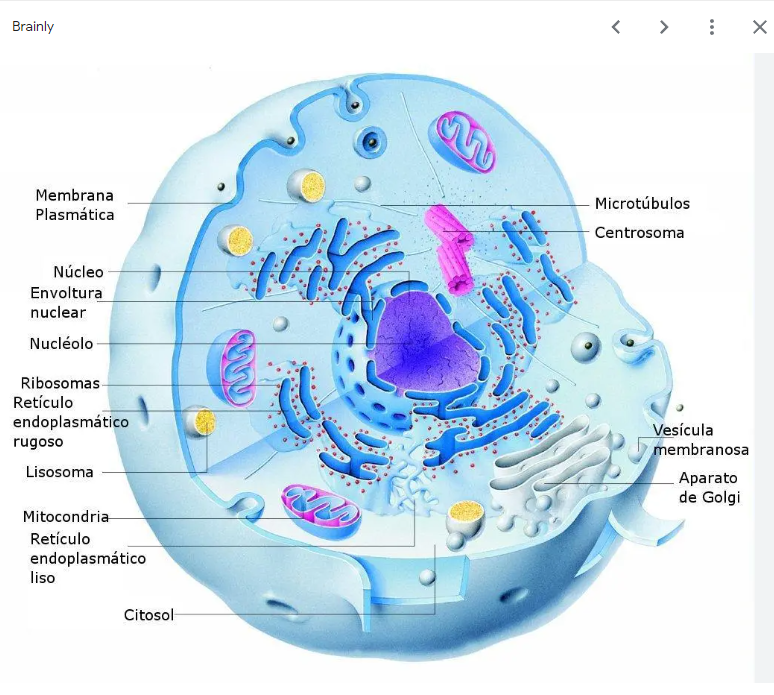 Brainly
Membrana
Plasmática
Núcleo
Envoltura
nuclear
Nucléolo
Ribosomas
Retículo
endoplasmático
rugoso
Lisosoma
Mitocondria
Retículo
endoplasmático
liso
Citosol
Microtúbulos
Centrosoma
Vesícula
membranosa
Aparato
de Golgi